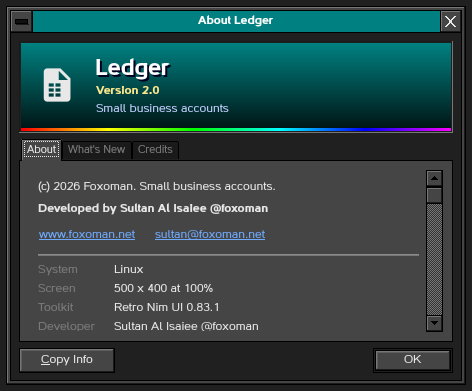 About Ledger
Ledger
Version 2.0
Small business accounts
About What's New Credits
(c) 2026 Foxoman. Small business accounts.
Developed by Sultan Al Isaiee @foxoman
www.foxoman.net sultan@foxoman.net
System Linux
Screen 500 x 400 at 100%
Toolkit Retro Nim UI 0.83.1
Developer Sultan Al Isaiee @foxoman
Copy Info OK